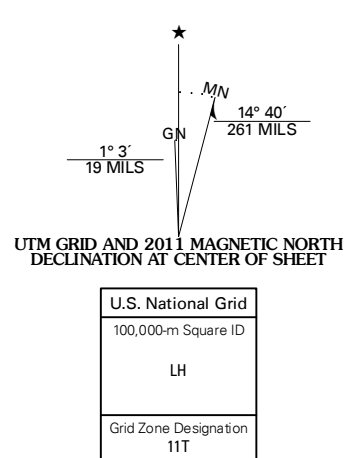 ★
MN
14° 40´
261 MILS
GN
1° 3´
19 MILS
UTM GRID AND 2011 MAGNETIC NORTH
DECLINATION AT CENTER OF SHEET
U.S. National Grid
100,000-m Square ID
LH
Grid Zone Designation
11T